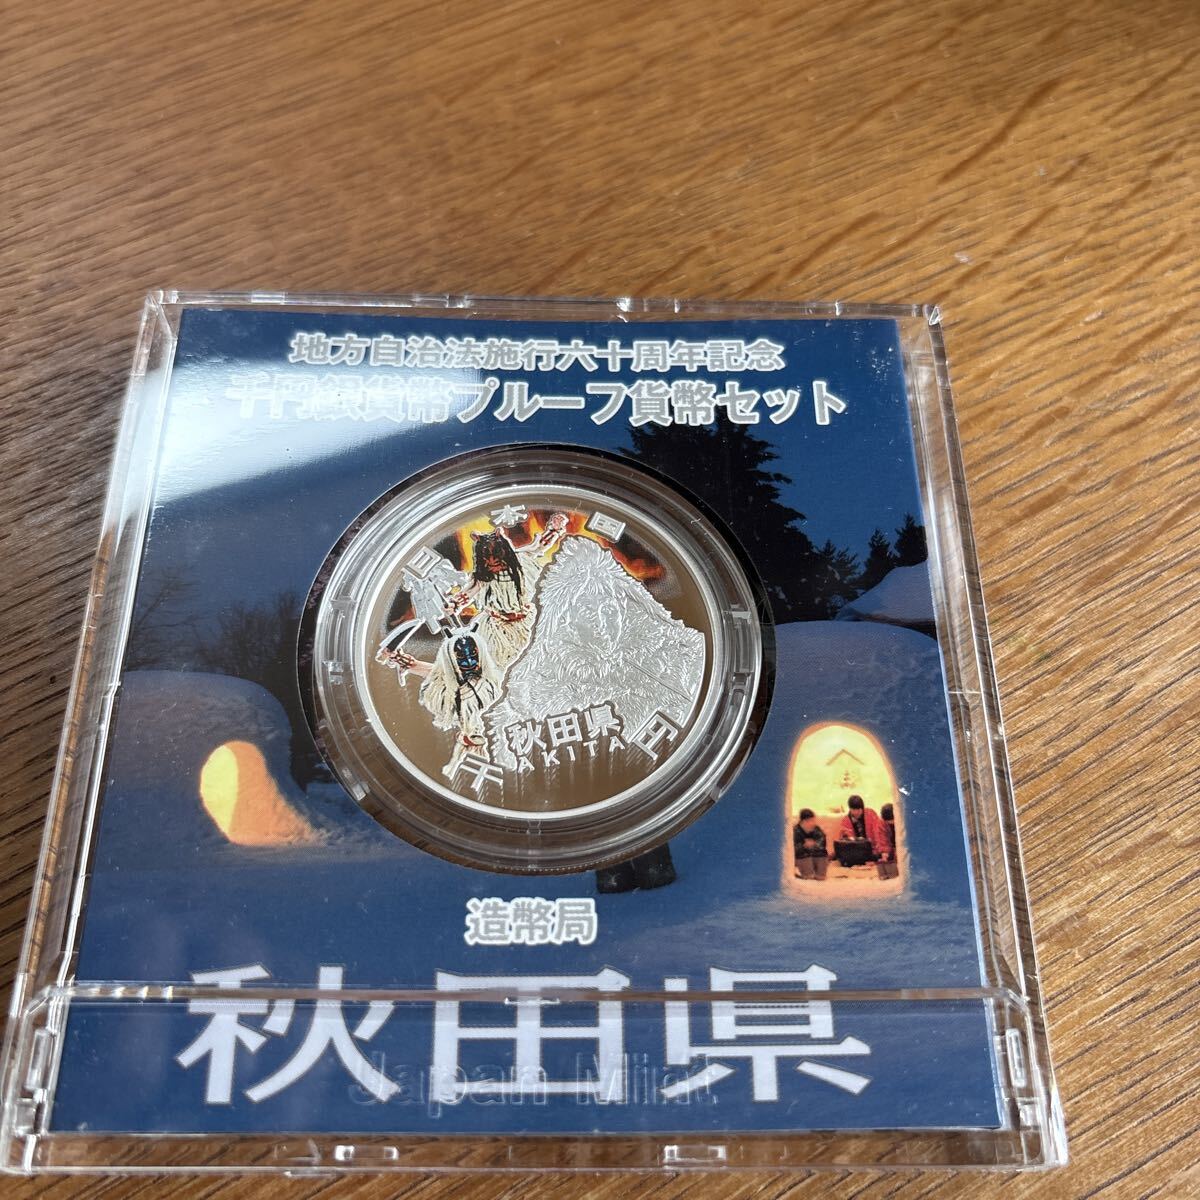 地方自治法施行六十周年記念
千円銀貨幣プルーフ貨幣セット
日本国
秋田県
AKITA
千円
造幣局
秋田県
Japan Mint